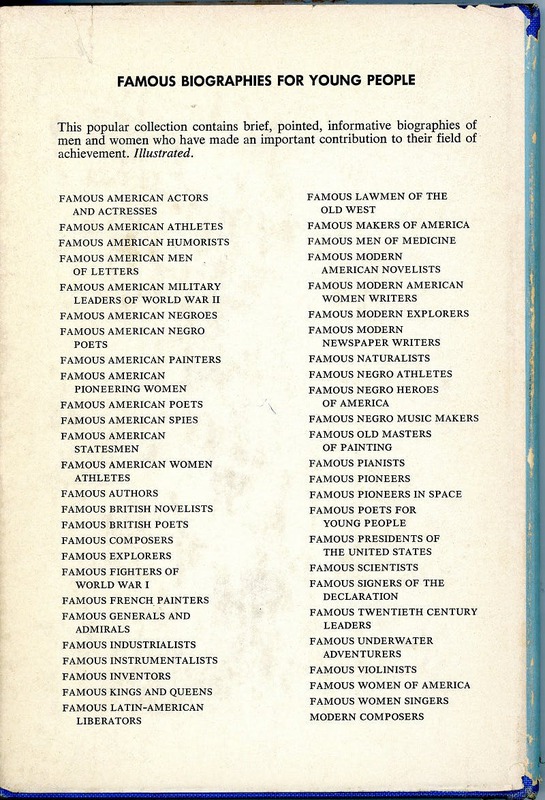 FAMOUS BIOGRAPHIES FOR YOUNG PEOPLE
This popular collection contains brief, pointed, informative biographies of
men and women who have made an important contribution to their field of
achievement. Illustrated.
FAMOUS AMERICAN ACTORS
AND ACTRESSES
FAMOUS AMERICAN ATHLETES
FAMOUS AMERICAN HUMORISTS
FAMOUS AMERICAN MEN
OF LETTERS
FAMOUS AMERICAN MILITARY
LEADERS OF WORLD WAR II
FAMOUS AMERICAN NEGROES
FAMOUS AMERICAN NEGRO
POETS
FAMOUS AMERICAN PAINTERS
FAMOUS AMERICAN
PIONEERING WOMEN
FAMOUS AMERICAN POETS
FAMOUS AMERICAN SPIES
FAMOUS AMERICAN
STATESMEN
FAMOUS AMERICAN WOMEN
ATHLETES
FAMOUS AUTHORS
FAMOUS BRITISH NOVELISTS
FAMOUS BRITISH POETS
FAMOUS COMPOSERS
FAMOUS EXPLORERS
FAMOUS FIGHTERS OF
WORLD WAR I
FAMOUS FRENCH PAINTERS
FAMOUS GENERALS AND
ADMIRALS
FAMOUS INDUSTRIALISTS
FAMOUS INSTRUMENTALISTS
FAMOUS INVENTORS
FAMOUS KINGS AND QUEENS
FAMOUS LATIN-AMERICAN
LIBERATORS
FAMOUS LAWMEN OF THE
OLD WEST
FAMOUS MAKERS OF AMERICA
FAMOUS MEN OF MEDICINE
FAMOUS MODERN
AMERICAN NOVELISTS
FAMOUS MODERN AMERICAN
WOMEN WRITERS
FAMOUS MODERN EXPLORERS
FAMOUS MODERN
NEWSPAPER WRITERS
FAMOUS NATURALISTS
FAMOUS NEGRO ATHLETES
FAMOUS NEGRO HEROES
OF AMERICA
FAMOUS NEGRO MUSIC MAKERS
FAMOUS OLD MASTERS
OF PAINTING
FAMOUS PIANISTS
FAMOUS PIONEERS
FAMOUS PIONEERS IN SPACE
FAMOUS POETS FOR
YOUNG PEOPLE
FAMOUS PRESIDENTS OF
THE UNITED STATES
FAMOUS SCIENTISTS
FAMOUS SIGNERS OF THE
DECLARATION
FAMOUS TWENTIETH CENTURY
LEADERS
FAMOUS UNDERWATER
ADVENTURERS
FAMOUS VIOLINISTS
FAMOUS WOMEN OF AMERICA
FAMOUS WOMEN SINGERS
MODERN COMPOSERS